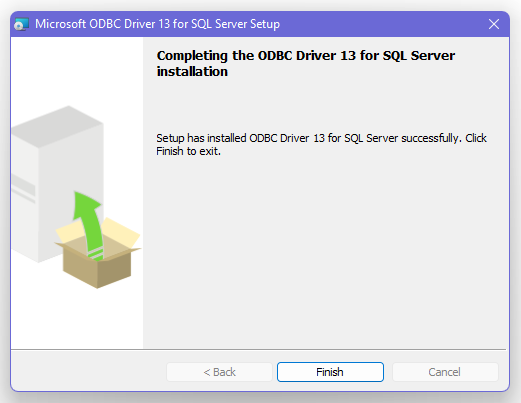 Microsoft ODBC Driver 13 for SQL Server Setup
Completing the ODBC Driver 13 for SQL Server
installation
Setup has installed ODBC Driver 13 for SQL Server successfully. Click
Finish to exit.
< Back
Finish
Cancel